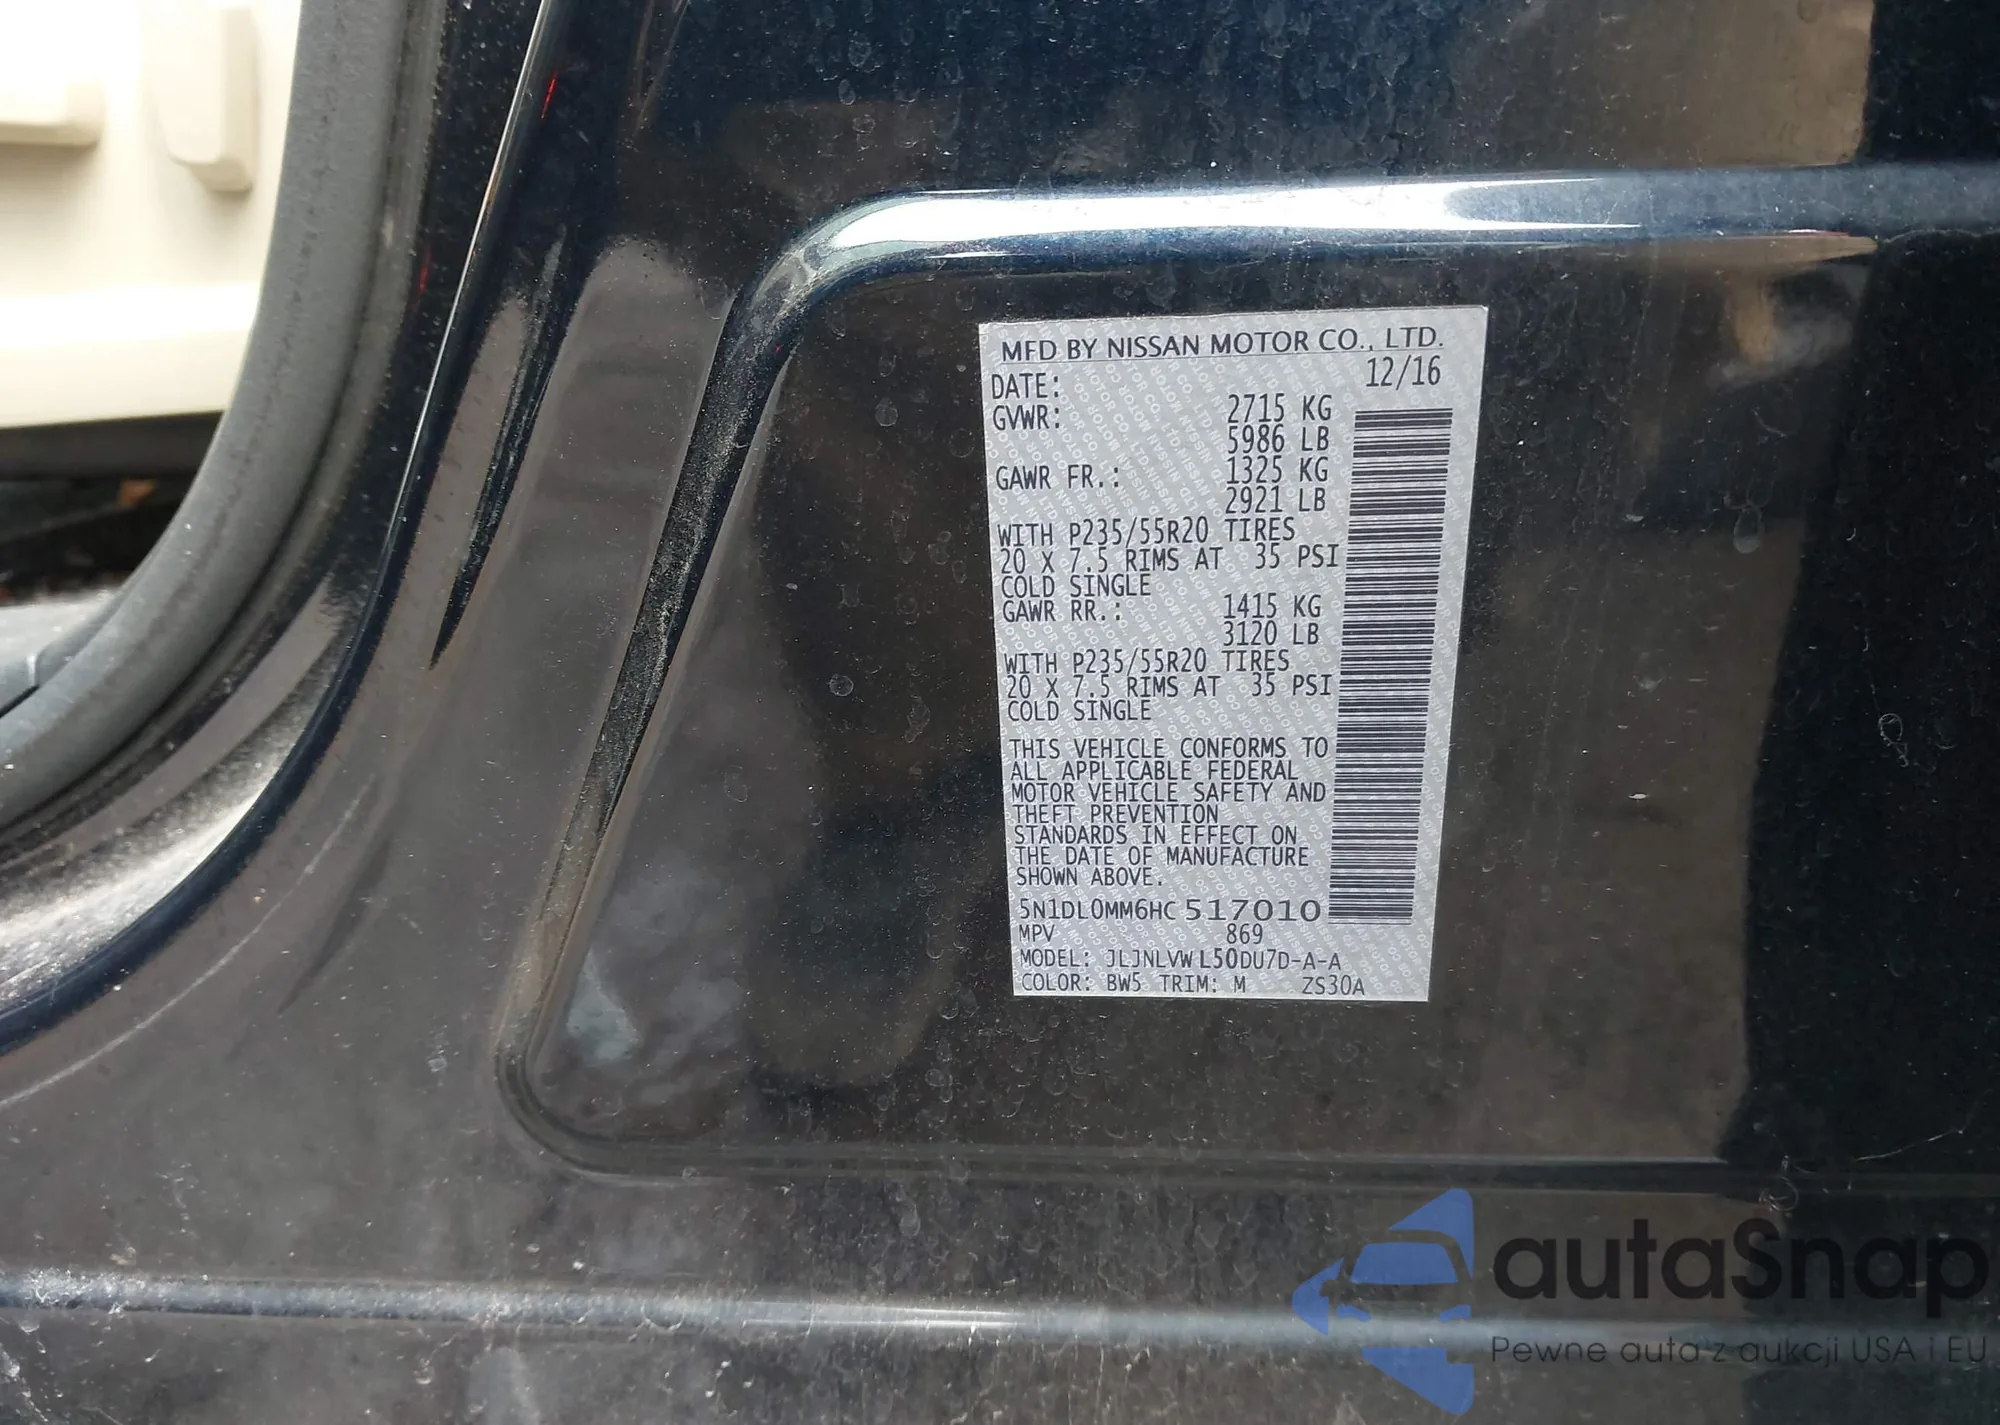 MFD BY NISSAN MOTOR CO., LTD.
DATE: 12/16
GVWR: 2715 KG
5986 LB
GAWR FR.: 1325 KG
2921 LB
WITH P235/55R20 TIRES
20 X 7.5 RIMS AT 35 PSI
COLD SINGLE
GAWR RR.: 1415 KG
3120 LB
WITH P235/55R20 TIRES
20 X 7.5 RIMS AT 35 PSI
COLD SINGLE
THIS VEHICLE CONFORMS TO
ALL APPLICABLE FEDERAL
MOTOR VEHICLE SAFETY AND
THEFT PREVENTION
STANDARDS IN EFFECT ON
THE DATE OF MANUFACTURE
SHOWN ABOVE.
5N1DL0MM6HC 517010
MPV 869
MODEL: JLJNLVW L50DU7D-A-A
COLOR: BW5 TRIM: M ZS30A
autaSnap
Pewne auta z aukcji USA i EU